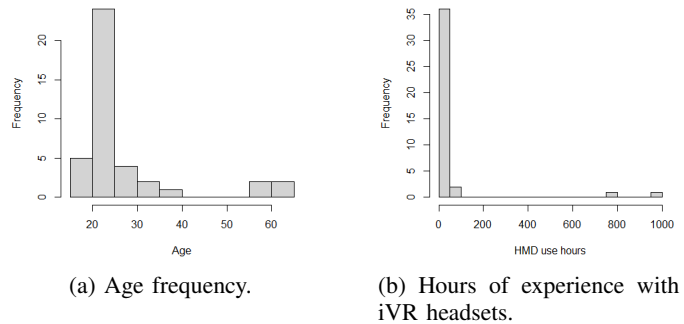 Frequency
20
15
10
5
0
20 30 40 50 60
Age
(a) Age frequency.
Frequency
35
30
25
20
15
10
5
0
0 200 400 600 800 1000
HMD use hours
(b) Hours of experience with
iVR headsets.